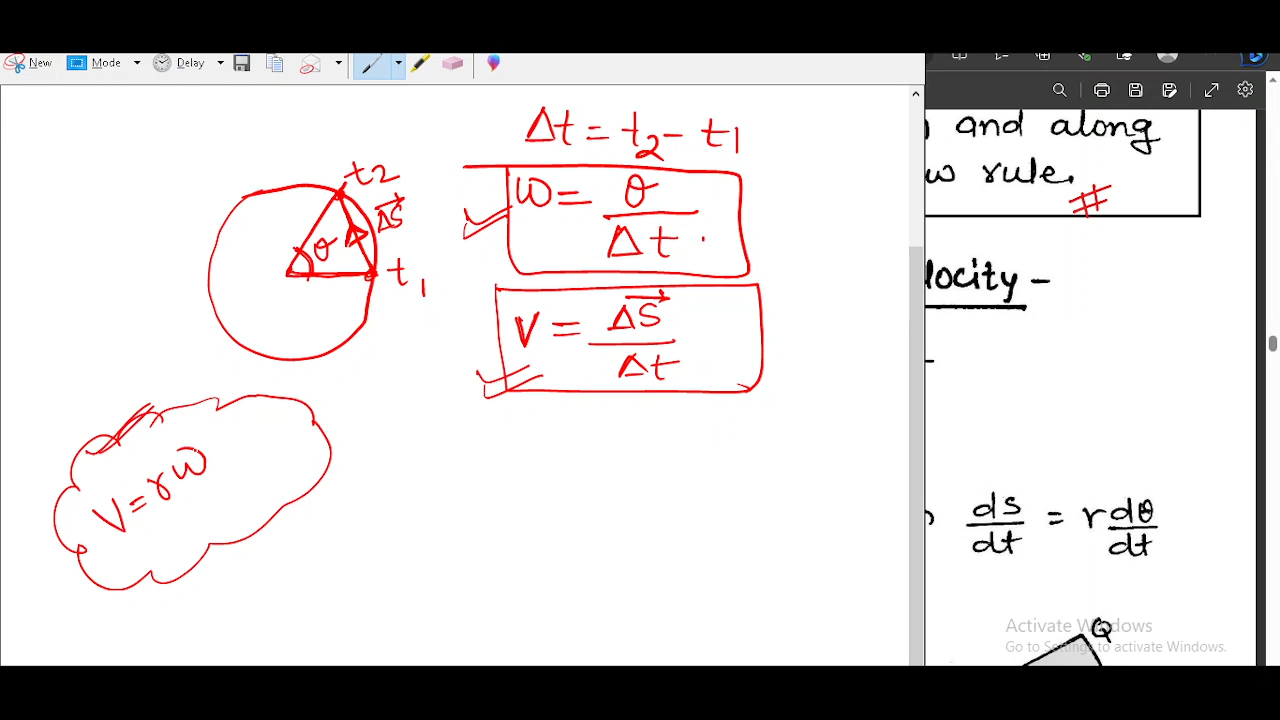 New Mode Delay
Δt = t2 - t1
t2
ω = θ
Δt
Δs
θ
t1
V = Δs
Δt
V = rω
and along
rule.
#
locity -
ds = r dθ
dt dt
Q
Activate Windows
Go to Settings to activate Windows.